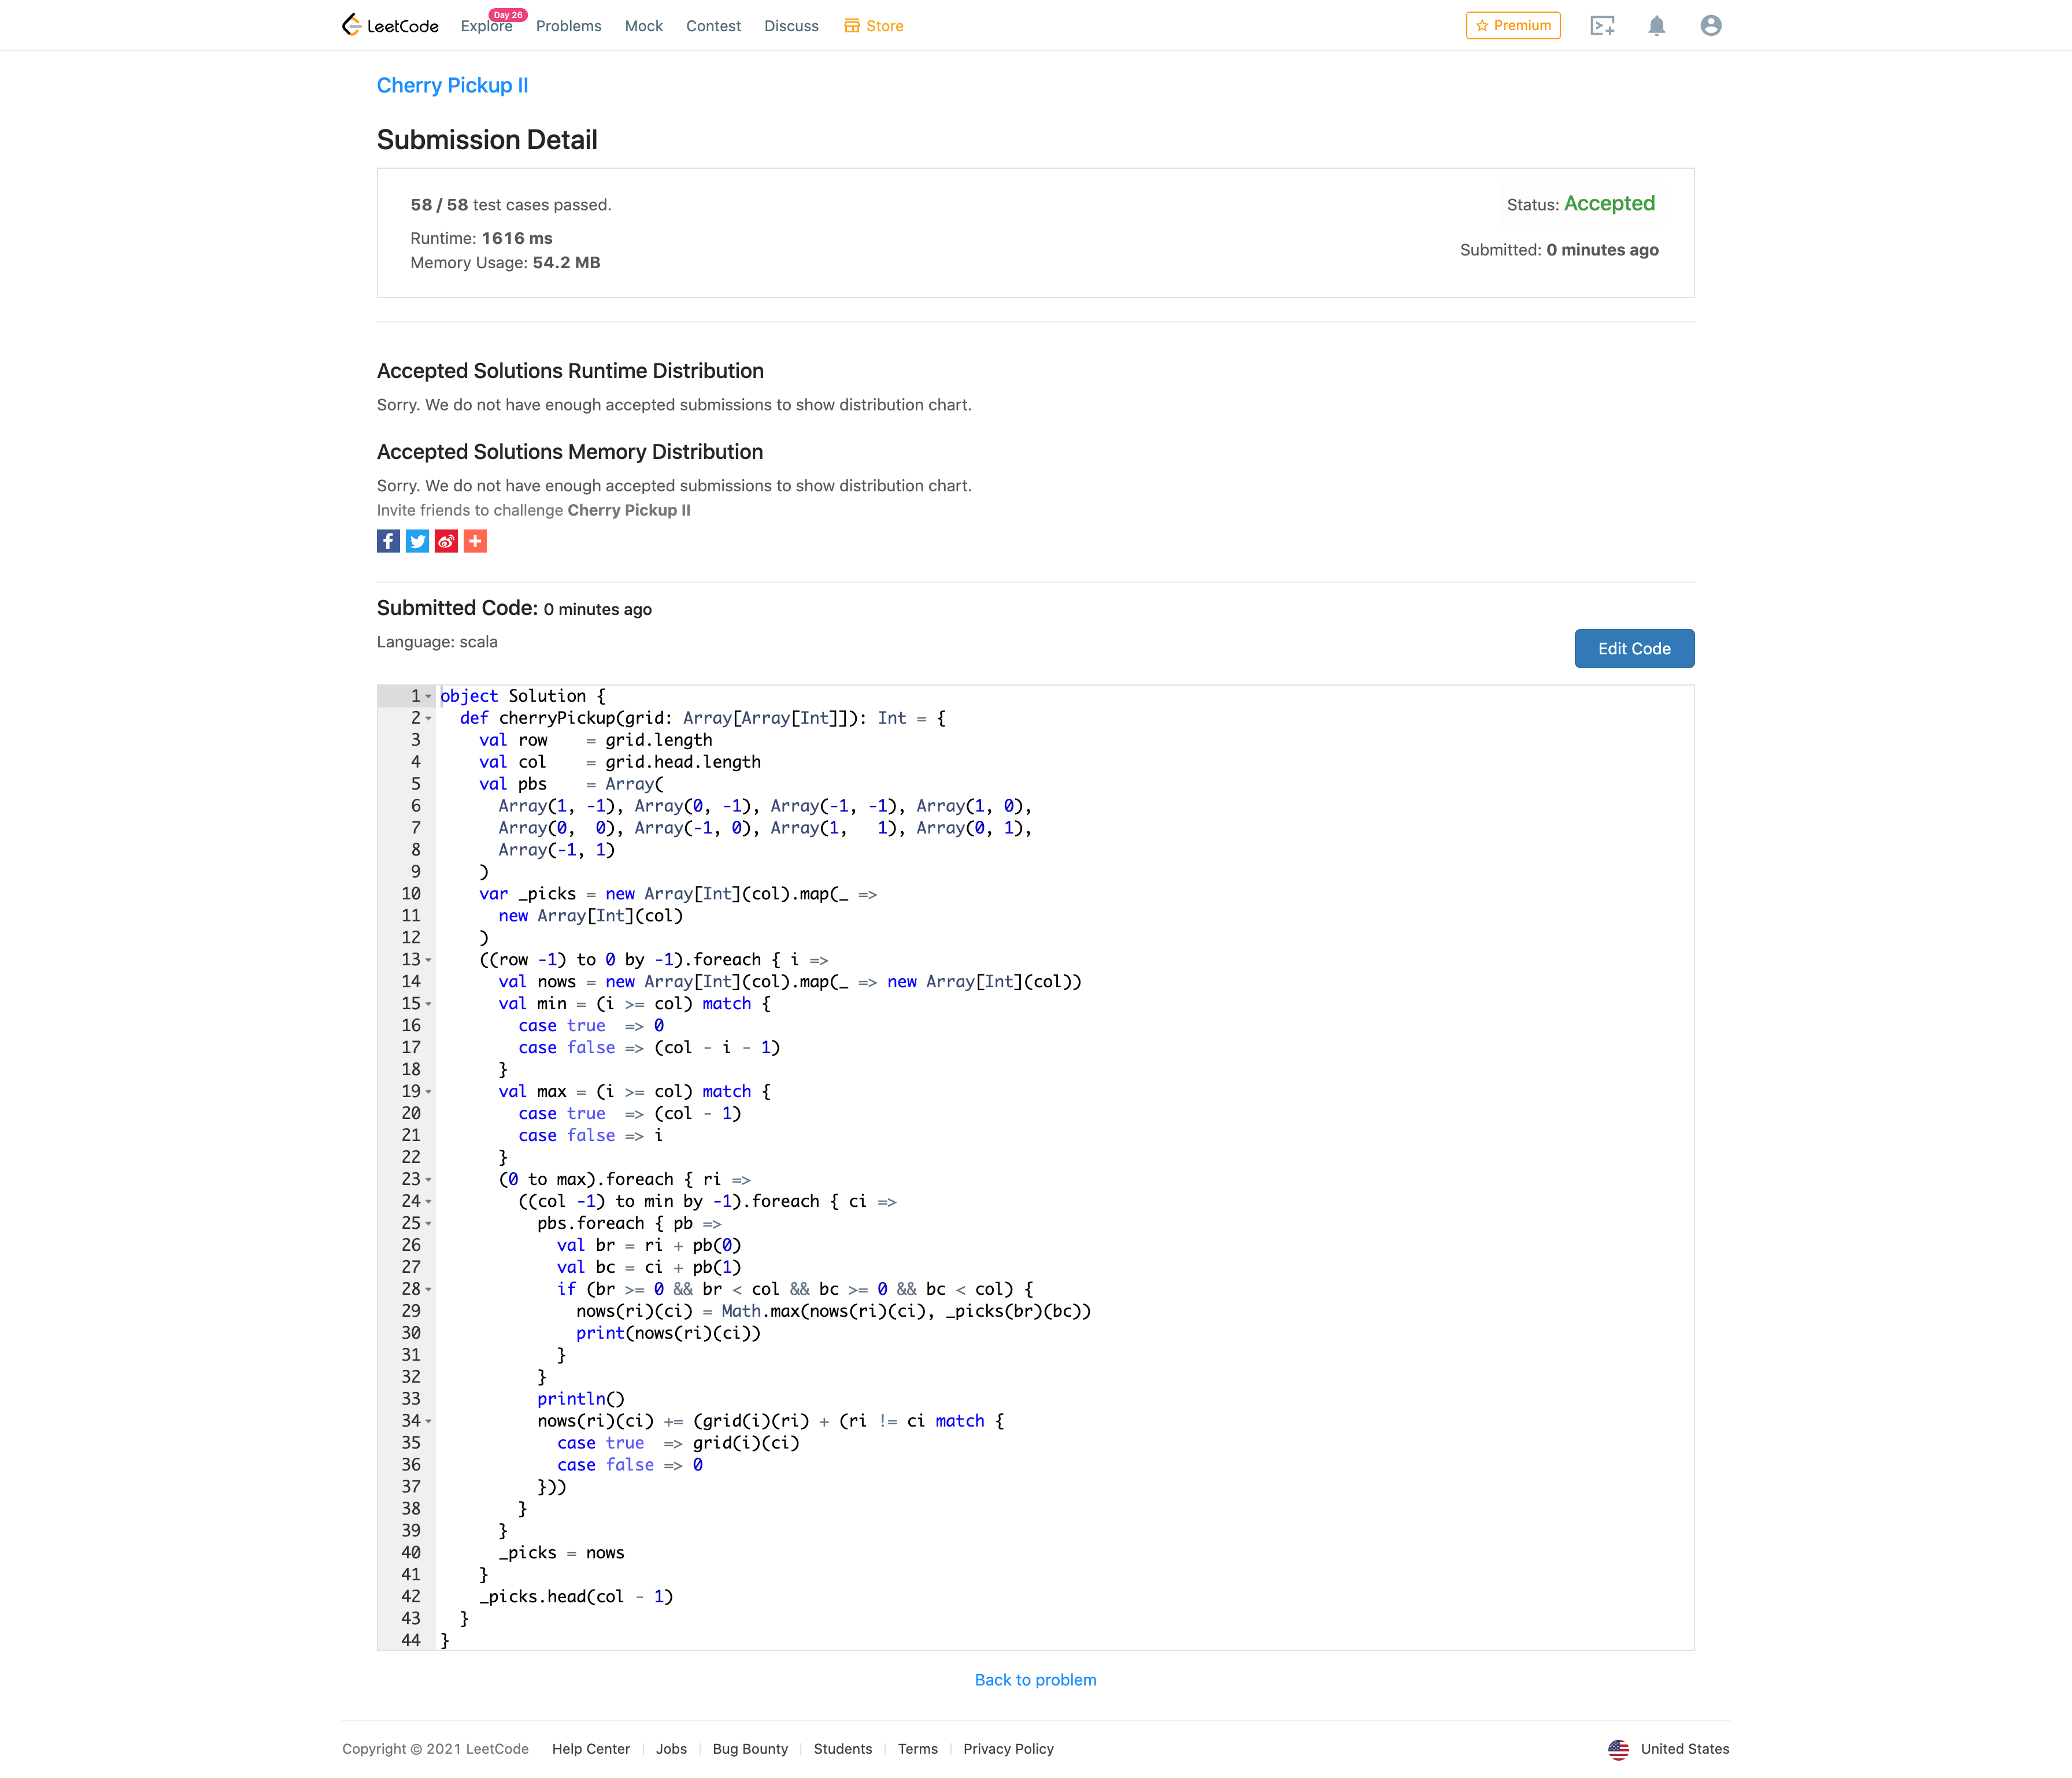 LeetCode Explore Day 26 Problems Mock Contest Discuss Store Premium
Cherry Pickup II
Submission Detail
58 / 58 test cases passed.
Status: Accepted
Runtime: 1616 ms
Submitted: 0 minutes ago
Memory Usage: 54.2 MB
Accepted Solutions Runtime Distribution
Sorry. We do not have enough accepted submissions to show distribution chart.
Accepted Solutions Memory Distribution
Sorry. We do not have enough accepted submissions to show distribution chart.
Invite friends to challenge Cherry Pickup II
Submitted Code: 0 minutes ago
Language: scala
Edit Code
1 object Solution {
2   def cherryPickup(grid: Array[Array[Int]]): Int = {
3     val row    = grid.length
4     val col    = grid.head.length
5     val pbs    = Array(
6       Array(1, -1), Array(0, -1), Array(-1, -1), Array(1, 0),
7       Array(0,  0), Array(-1, 0), Array(1,   1), Array(0, 1),
8       Array(-1, 1)
9     )
10     var _picks = new Array[Int](col).map(_ =>
11       new Array[Int](col)
12     )
13     ((row -1) to 0 by -1).foreach { i =>
14       val nows = new Array[Int](col).map(_ => new Array[Int](col))
15       val min = (i >= col) match {
16         case true  => 0
17         case false => (col - i - 1)
18       }
19       val max = (i >= col) match {
20         case true  => (col - 1)
21         case false => i
22       }
23       (0 to max).foreach { ri =>
24         ((col -1) to min by -1).foreach { ci =>
25           pbs.foreach { pb =>
26             val br = ri + pb(0)
27             val bc = ci + pb(1)
28             if (br >= 0 && br < col && bc >= 0 && bc < col) {
29               nows(ri)(ci) = Math.max(nows(ri)(ci), _picks(br)(bc))
30               print(nows(ri)(ci))
31             }
32           }
33           println()
34           nows(ri)(ci) += (grid(i)(ri) + (ri != ci match {
35             case true  => grid(i)(ci)
36             case false => 0
37           }))
38         }
39       }
40       _picks = nows
41     }
42     _picks.head(col - 1)
43   }
44 }
Back to problem
Copyright © 2021 LeetCode Help Center Jobs Bug Bounty Students Terms Privacy Policy United States